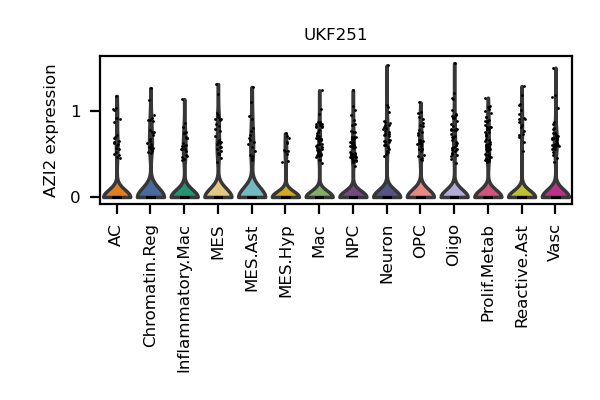 UKF251
AZI2 expression
1
0
AC
Chromatin.Reg
Inflammatory.Mac
MES
MES.Ast
MES.Hyp
Mac
NPC
Neuron
OPC
Oligo
Prolif.Metab
Reactive.Ast
Vasc